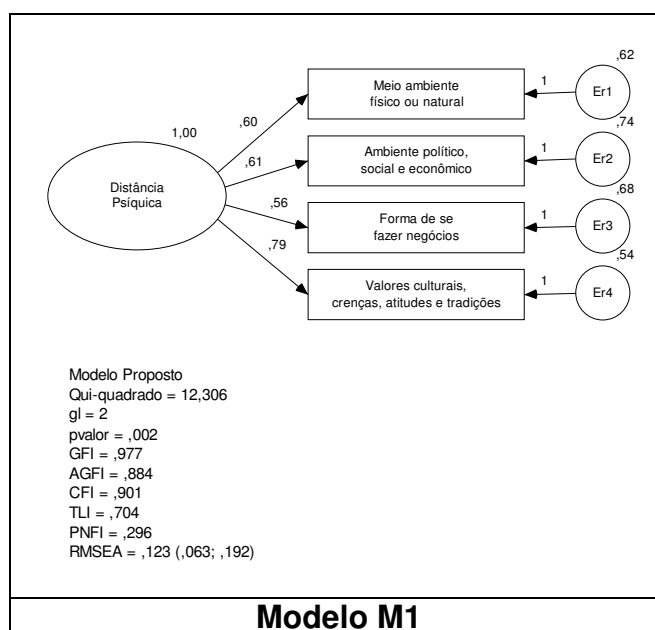 ,62
Meio ambiente
físico ou natural
1
Er1
,60
1,00
,74
Ambiente político,
social e econômico
1
Er2
,61
Distância
Psíquica
,68
,56
Forma de se
fazer negócios
1
Er3
,79
,54
Valores culturais,
crenças, atitudes e tradições
1
Er4
Modelo Proposto
Qui-quadrado = 12,306
gl = 2
pvalor = ,002
GFI = ,977
AGFI = ,884
CFI = ,901
TLI = ,704
PNFI = ,296
RMSEA = ,123 (,063; ,192)
Modelo M1